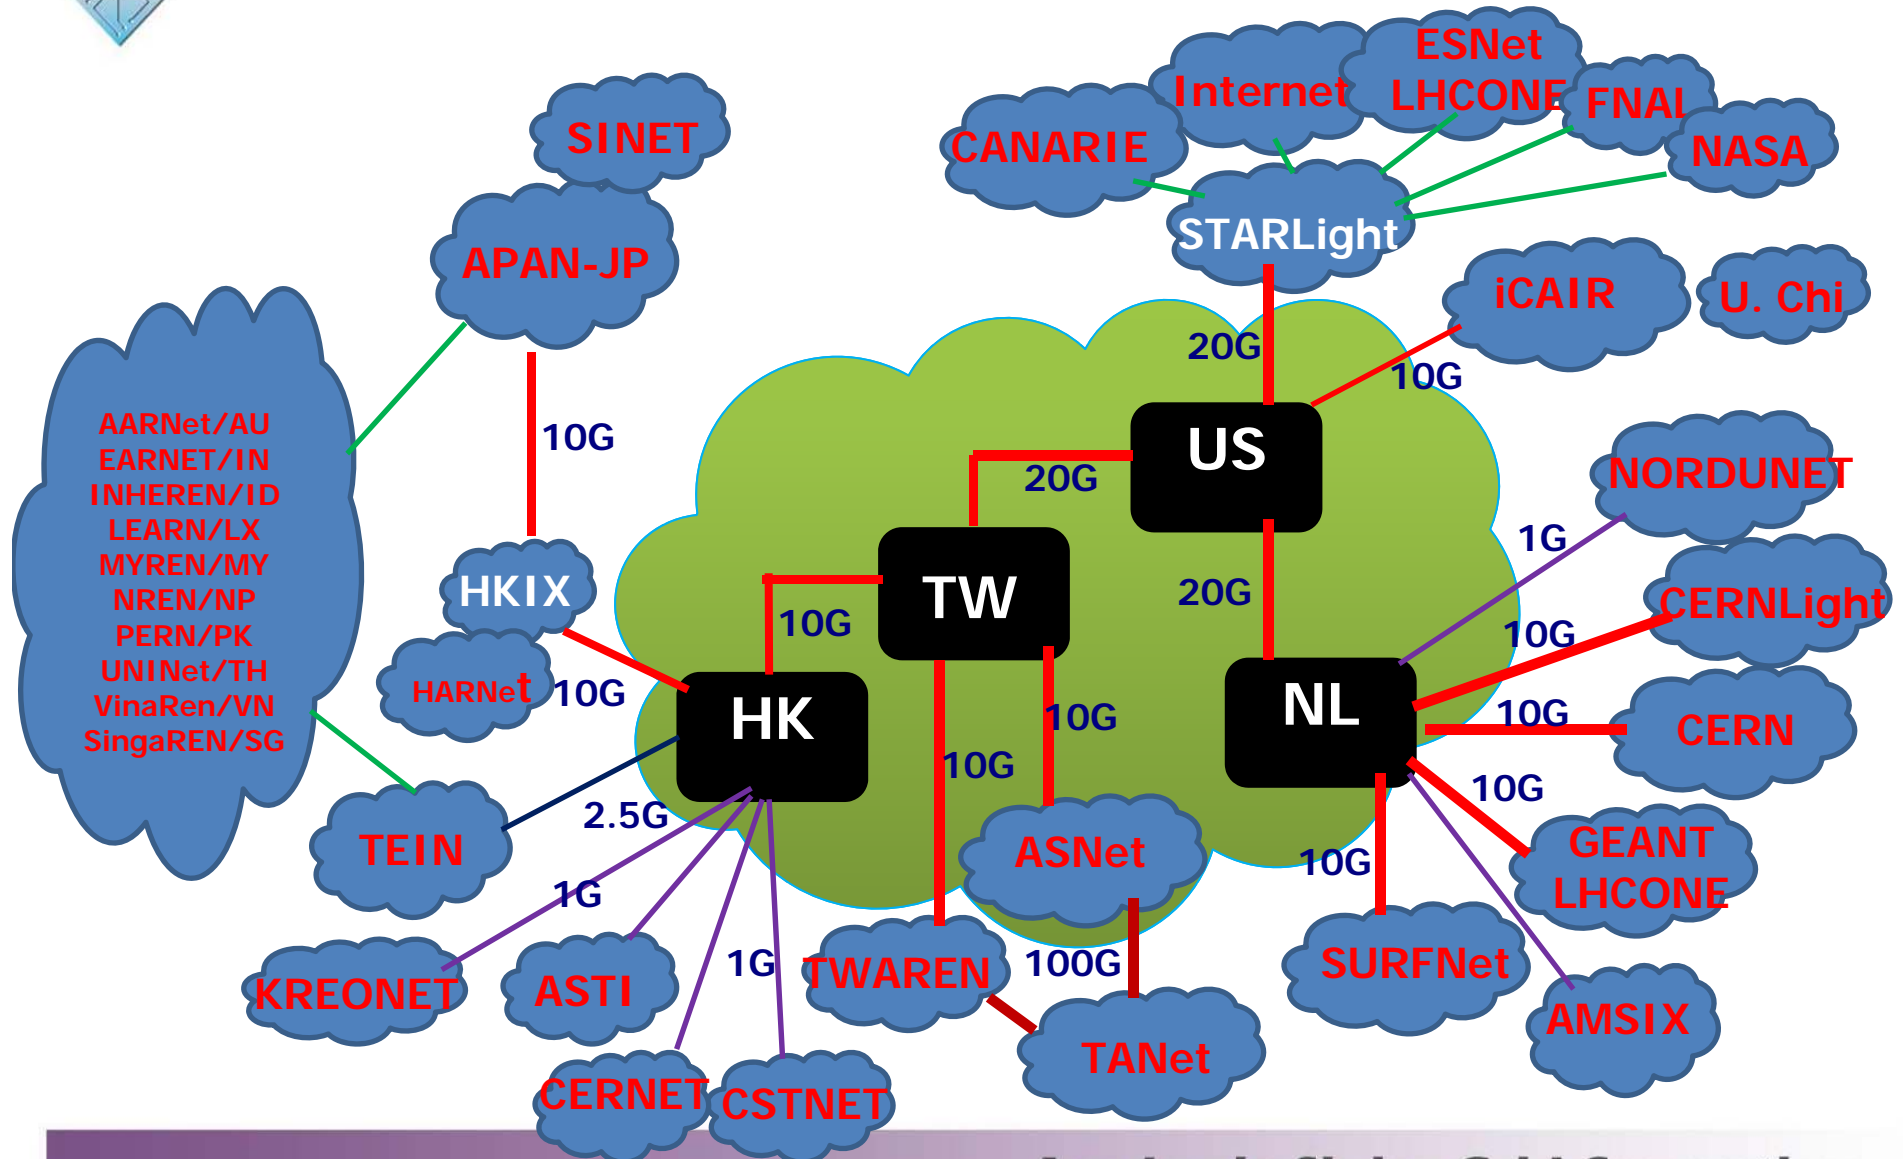 ESNet
LHCONE
Internet
FNAL
CANARIE
NASA
SINET
STARLight
APAN-JP
iCAIR
U. Chi
20G
10G
AARNet/AU
EARNET/IN
INHEREN/ID
LEARN/LX
MYREN/MY
NREN/NP
PERN/PK
UNINet/TH
VinaRen/VN
SingaREN/SG
10G
US
20G
NORDUNET
1G
HKIX
TW
20G
CERNLight
10G
10G
HARNet
10G
HK
NL
10G
10G
CERN
10G
10G
2.5G
TEIN
ASNet
10G
GEANT
LHCONE
1G
KREONET
ASTI
1G
TWAREN
100G
SURFNet
AMSIX
TANet
CERNET
CSTNET